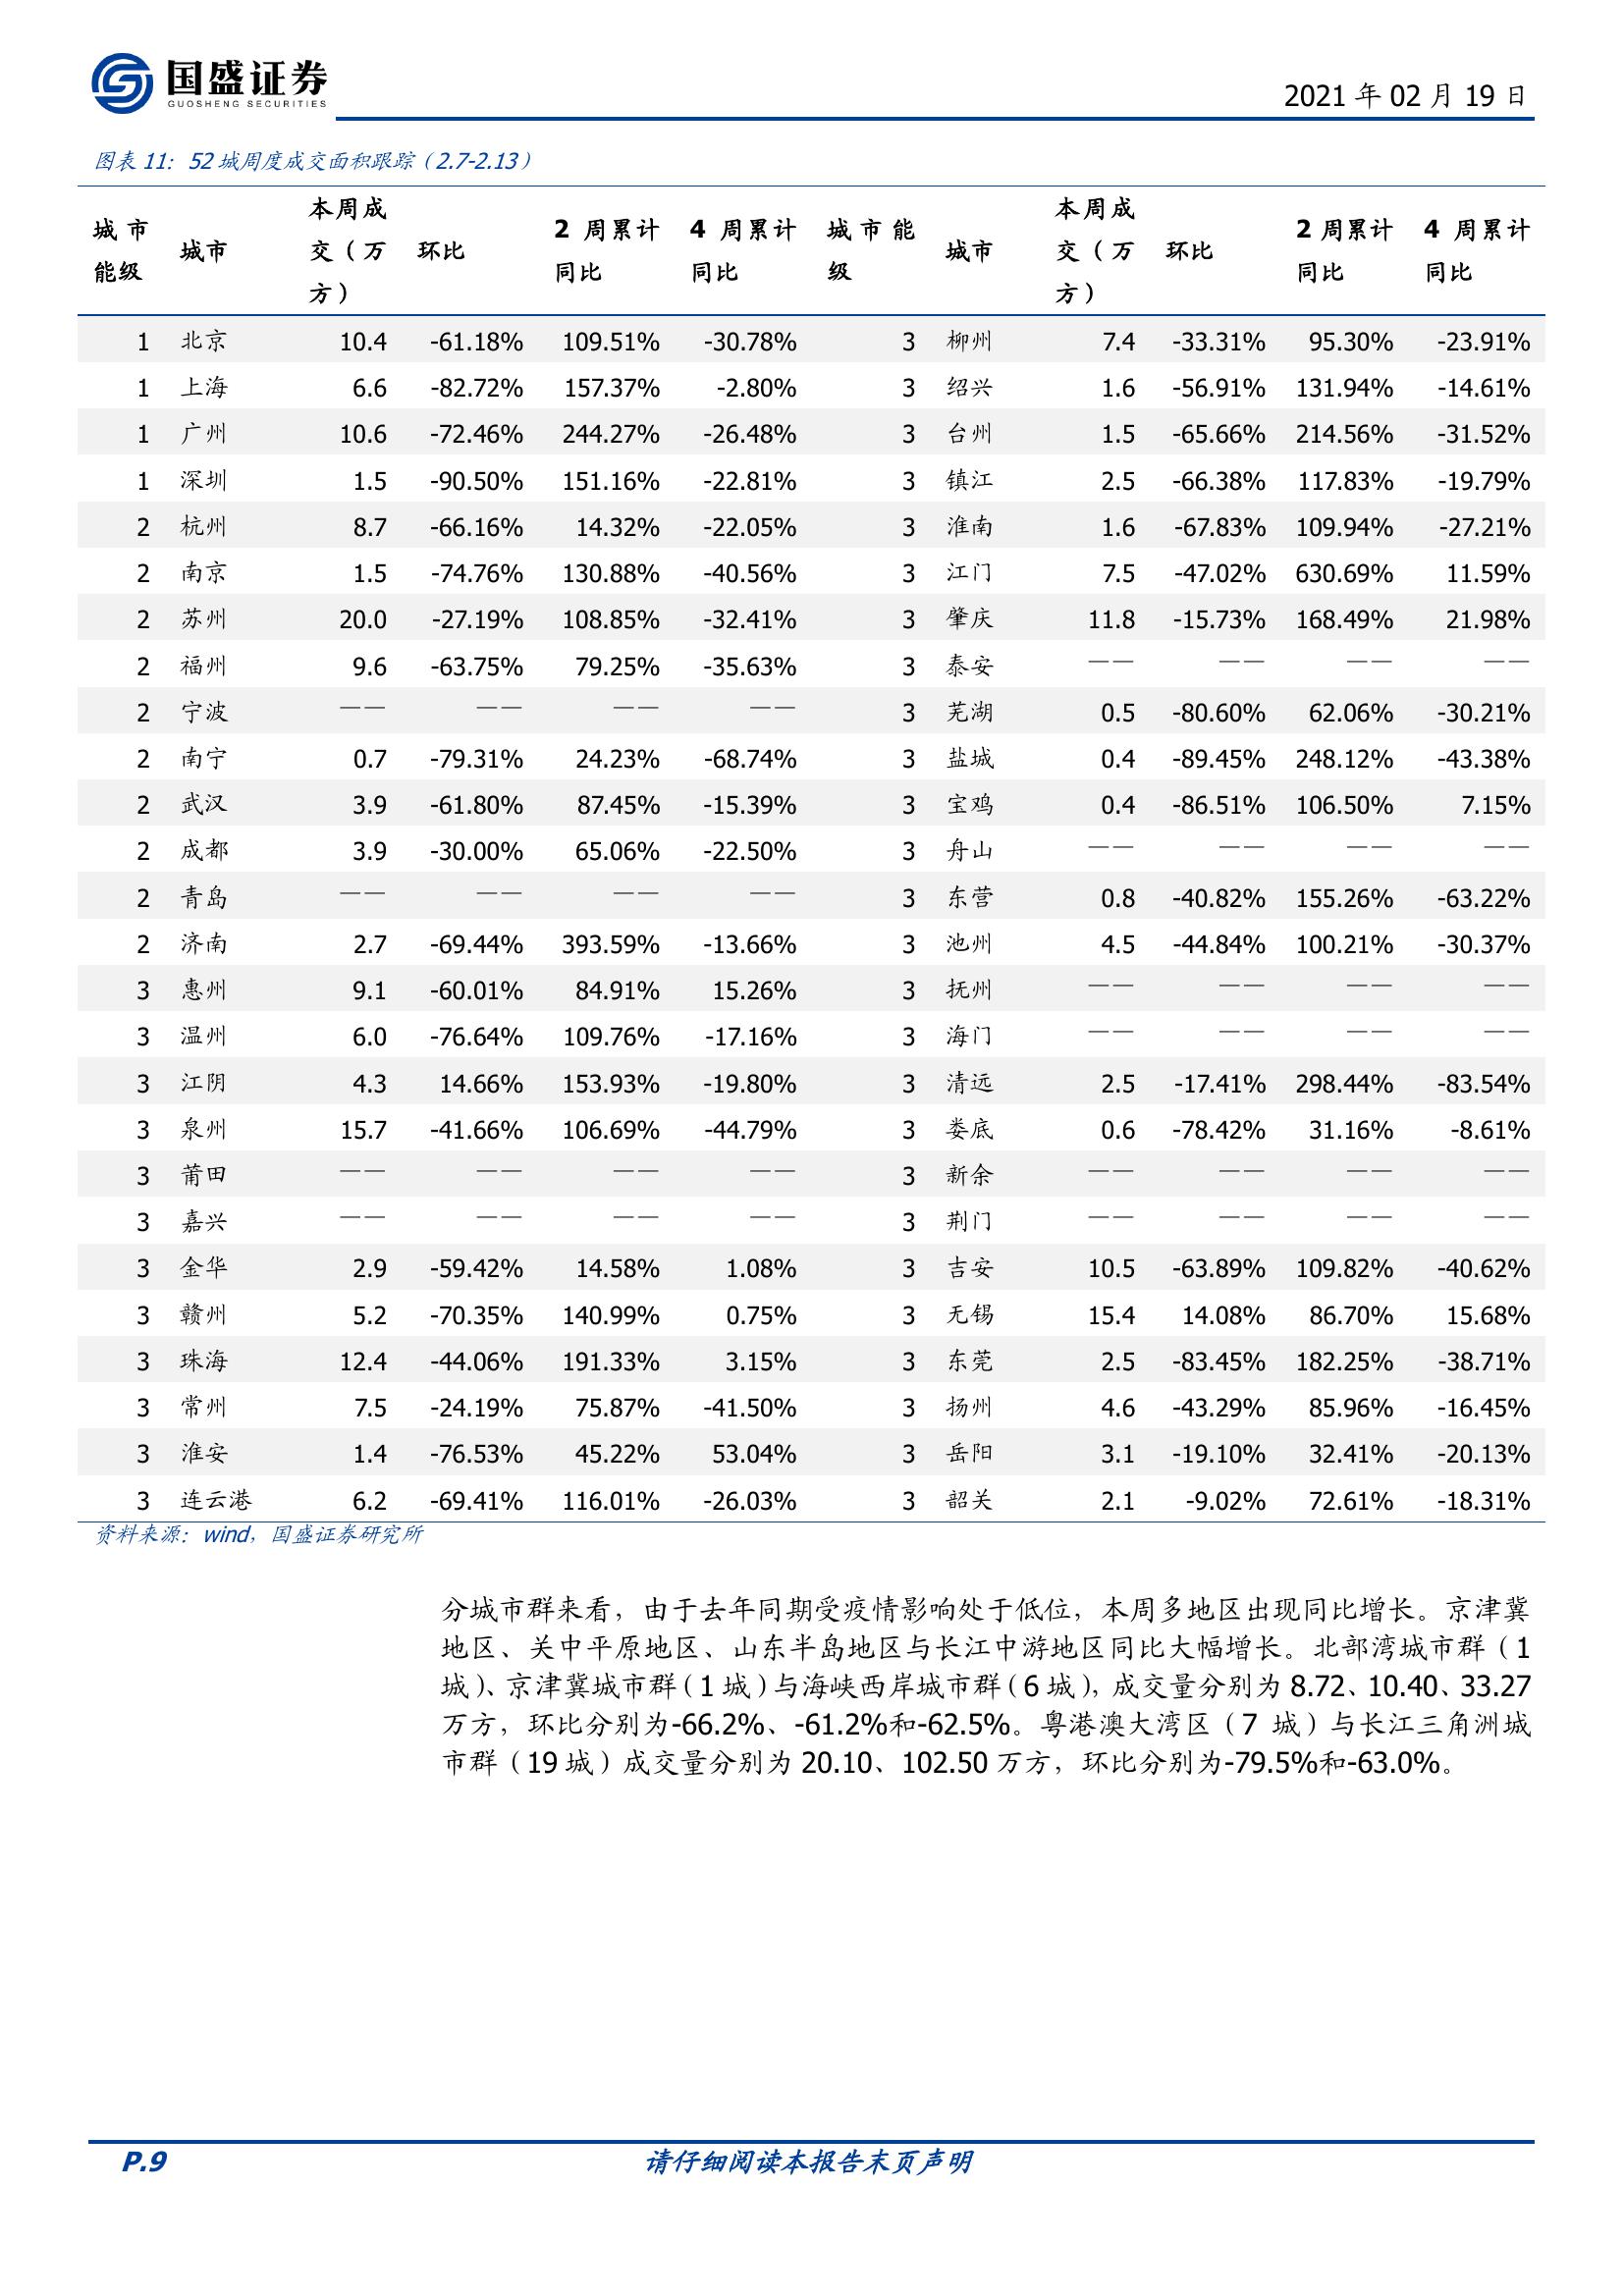 国盛证券
GUOSHENG SECURITIES
2021 年 02 月 19 日
图表 11：52 城周度成交面积跟踪（2.7-2.13）
城市能级 城市 本周成交（万方） 环比 2 周累计同比 4 周累计同比 城市能级 城市 本周成交（万方） 环比 2 周累计同比 4 周累计同比
1 北京 10.4 -61.18% 109.51% -30.78% 3 柳州 7.4 -33.31% 95.30% -23.91%
1 上海 6.6 -82.72% 157.37% -2.80% 3 绍兴 1.6 -56.91% 131.94% -14.61%
1 广州 10.6 -72.46% 244.27% -26.48% 3 台州 1.5 -65.66% 214.56% -31.52%
1 深圳 1.5 -90.50% 151.16% -22.81% 3 镇江 2.5 -66.38% 117.83% -19.79%
2 杭州 8.7 -66.16% 14.32% -22.05% 3 淮南 1.6 -67.83% 109.94% -27.21%
2 南京 1.5 -74.76% 130.88% -40.56% 3 江门 7.5 -47.02% 630.69% 11.59%
2 苏州 20.0 -27.19% 108.85% -32.41% 3 肇庆 11.8 -15.73% 168.49% 21.98%
2 福州 9.6 -63.75% 79.25% -35.63% 3 泰安 —— —— —— ——
2 宁波 —— —— —— —— 3 芜湖 0.5 -80.60% 62.06% -30.21%
2 南宁 0.7 -79.31% 24.23% -68.74% 3 盐城 0.4 -89.45% 248.12% -43.38%
2 武汉 3.9 -61.80% 87.45% -15.39% 3 宝鸡 0.4 -86.51% 106.50% 7.15%
2 成都 3.9 -30.00% 65.06% -22.50% 3 舟山 —— —— —— ——
2 青岛 —— —— —— —— 3 东营 0.8 -40.82% 155.26% -63.22%
2 济南 2.7 -69.44% 393.59% -13.66% 3 池州 4.5 -44.84% 100.21% -30.37%
3 惠州 9.1 -60.01% 84.91% 15.26% 3 抚州 —— —— —— ——
3 温州 6.0 -76.64% 109.76% -17.16% 3 海门 —— —— —— ——
3 江阴 4.3 14.66% 153.93% -19.80% 3 清远 2.5 -17.41% 298.44% -83.54%
3 泉州 15.7 -41.66% 106.69% -44.79% 3 娄底 0.6 -78.42% 31.16% -8.61%
3 莆田 —— —— —— —— 3 新余 —— —— —— ——
3 嘉兴 —— —— —— —— 3 荆门 —— —— —— ——
3 金华 2.9 -59.42% 14.58% 1.08% 3 吉安 10.5 -63.89% 109.82% -40.62%
3 赣州 5.2 -70.35% 140.99% 0.75% 3 无锡 15.4 14.08% 86.70% 15.68%
3 珠海 12.4 -44.06% 191.33% 3.15% 3 东莞 2.5 -83.45% 182.25% -38.71%
3 常州 7.5 -24.19% 75.87% -41.50% 3 扬州 4.6 -43.29% 85.96% -16.45%
3 淮安 1.4 -76.53% 45.22% 53.04% 3 岳阳 3.1 -19.10% 32.41% -20.13%
3 连云港 6.2 -69.41% 116.01% -26.03% 3 韶关 2.1 -9.02% 72.61% -18.31%
资料来源：wind，国盛证券研究所
分城市群来看，由于去年同期受疫情影响处于低位，本周多地区出现同比增长。京津冀
地区、关中平原地区、山东半岛地区与长江中游地区同比大幅增长。北部湾城市群（1
城）、京津冀城市群（1 城）与海峡西岸城市群（6 城），成交量分别为 8.72、10.40、33.27
万方，环比分别为-66.2%、-61.2%和-62.5%。粤港澳大湾区（7 城）与长江三角洲城
市群（19 城）成交量分别为 20.10、102.50 万方，环比分别为-79.5%和-63.0%。
P.9 请仔细阅读本报告末页声明